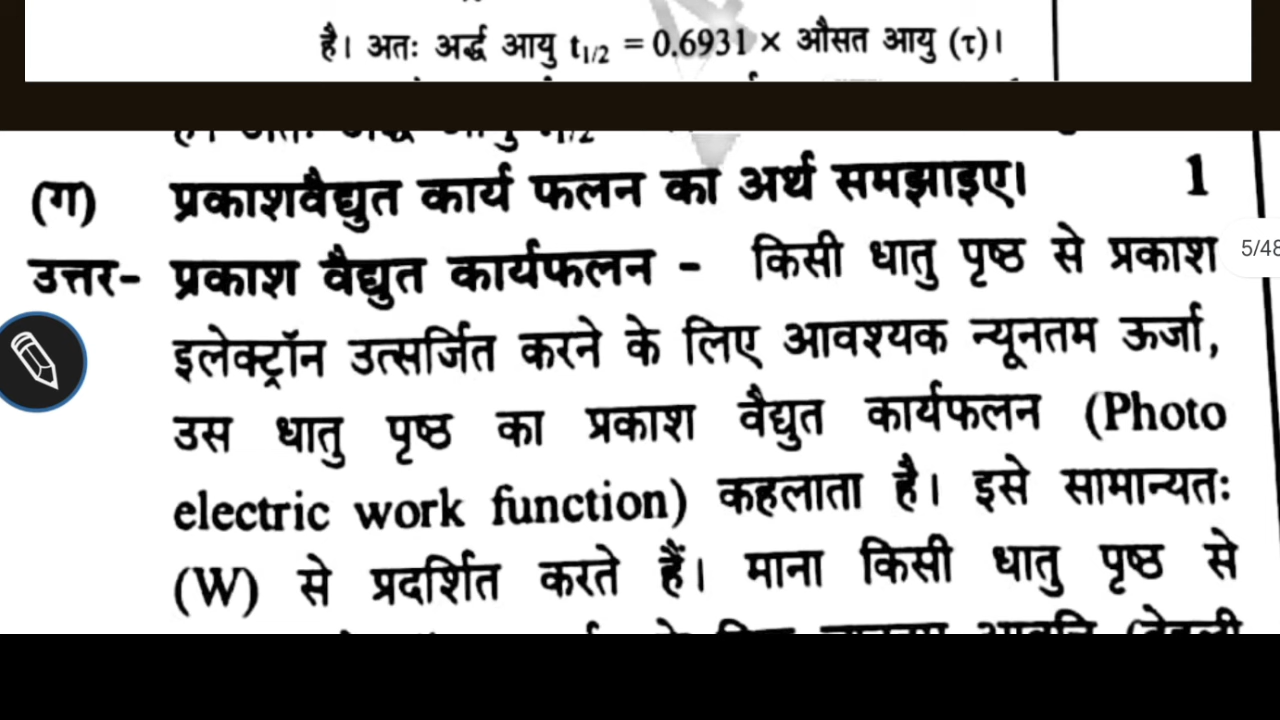 है। अतः अर्द्ध आयु t1/2 = 0.6931 × औसत आयु (τ)।
(ग) प्रकाशवैद्युत कार्य फलन का अर्थ समझाइए। 1
उत्तर- प्रकाश वैद्युत कार्यफलन - किसी धातु पृष्ठ से प्रकाश
5/48
इलेक्ट्रॉन उत्सर्जित करने के लिए आवश्यक न्यूनतम ऊर्जा,
उस धातु पृष्ठ का प्रकाश वैद्युत कार्यफलन (Photo
electric work function) कहलाता है। इसे सामान्यतः
(W) से प्रदर्शित करते हैं। माना किसी धातु पृष्ठ से